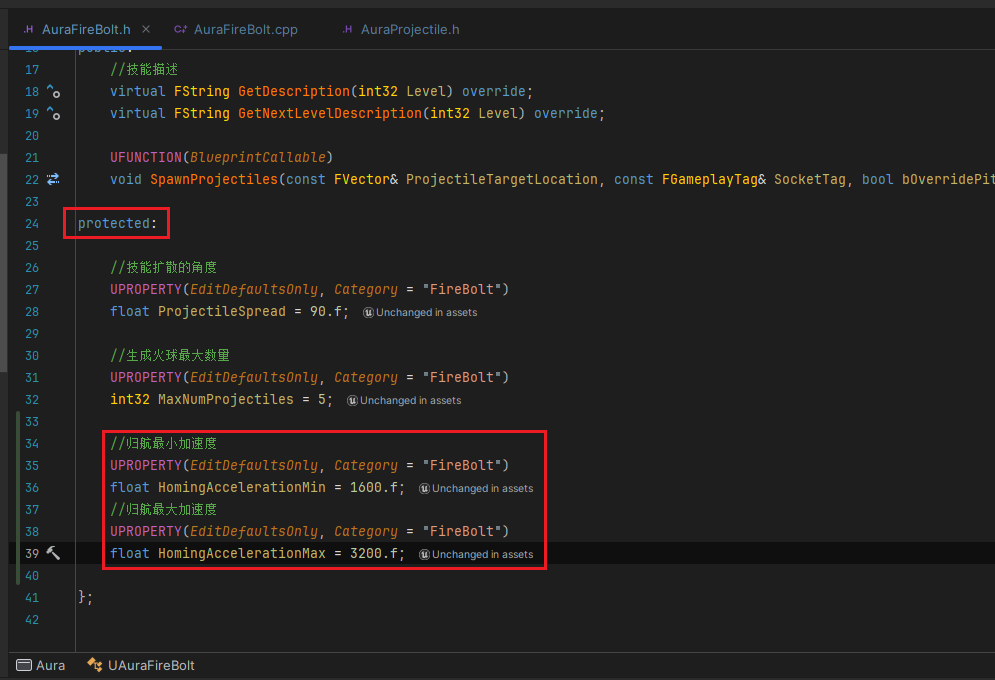 AuraFireBolt.h AuraFireBolt.cpp AuraProjectile.h
17 //技能描述
18 virtual FString GetDescription(int32 Level) override;
19 virtual FString GetNextLevelDescription(int32 Level) override;
20
21 UFUNCTION(BlueprintCallable)
22 void SpawnProjectiles(const FVector& ProjectileTargetLocation, const FGameplayTag& SocketTag, bool bOverridePit
23
24 protected:
25
26 //技能扩散的角度
27 UPROPERTY(EditDefaultsOnly, Category = "FireBolt")
28 float ProjectileSpread = 90.f; Unchanged in assets
29
30 //生成火球最大数量
31 UPROPERTY(EditDefaultsOnly, Category = "FireBolt")
32 int32 MaxNumProjectiles = 5; Unchanged in assets
33
34 //归航最小加速度
35 UPROPERTY(EditDefaultsOnly, Category = "FireBolt")
36 float HomingAccelerationMin = 1600.f; Unchanged in assets
37 //归航最大加速度
38 UPROPERTY(EditDefaultsOnly, Category = "FireBolt")
39 float HomingAccelerationMax = 3200.f; Unchanged in assets
40
41 };
42
Aura UAuraFireBolt